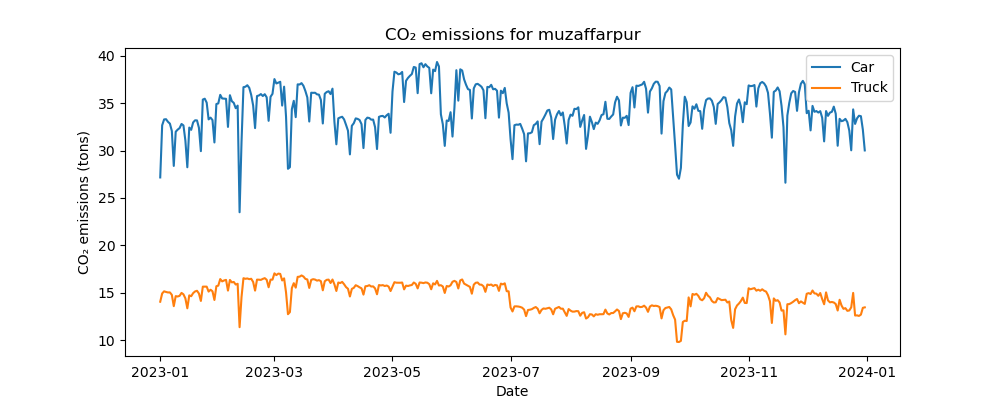 CO₂ emissions for muzaffarpur
Car
Truck
CO₂ emissions (tons)
40
35
30
25
20
15
10
2023-01 2023-03 2023-05 2023-07 2023-09 2023-11 2024-01
Date